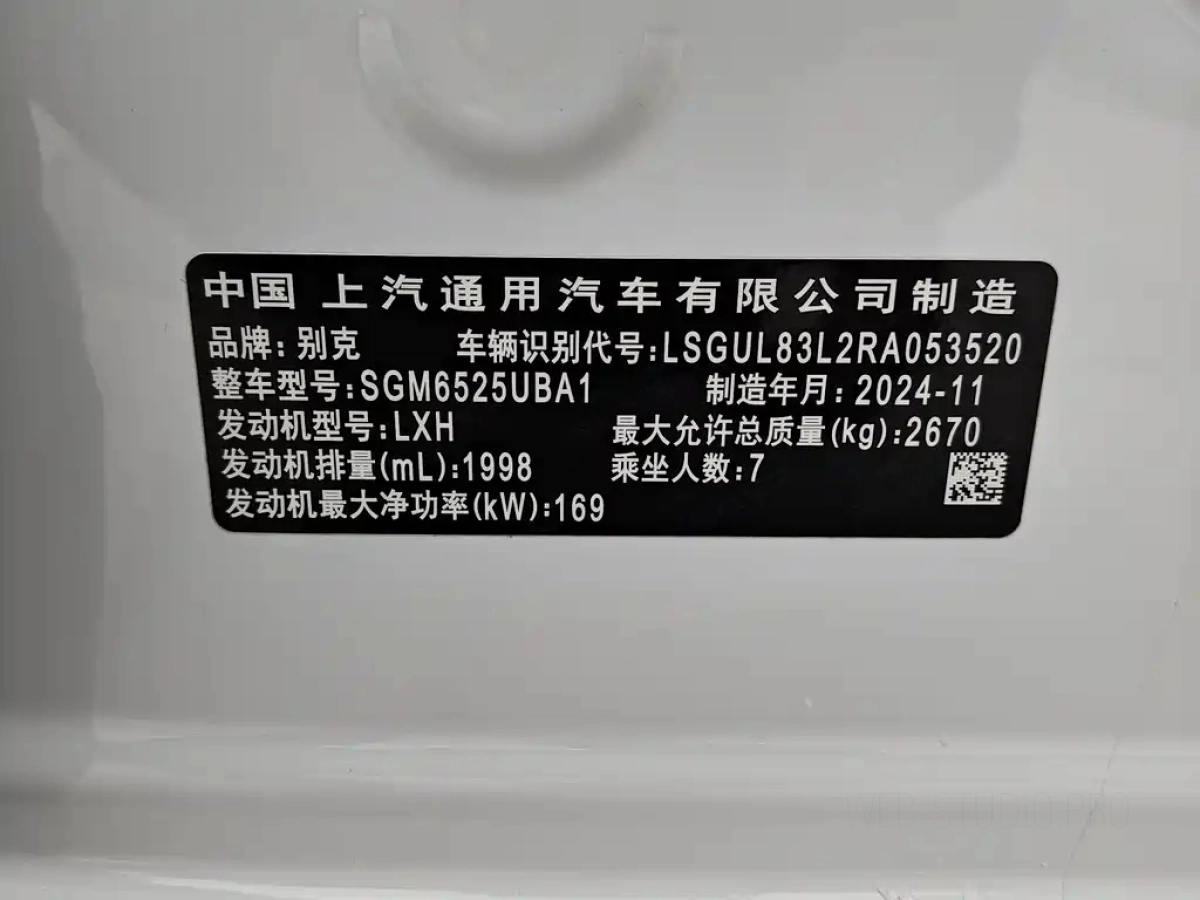 中国 上汽通用汽车有限公司制造
品牌：别克 车辆识别代号：LSGUL83L2RA053520
整车型号：SGM6525UBA1 制造年月：2024-11
发动机型号：LXH 最大允许总质量(kg)：2670
发动机排量(mL)：1998 乘坐人数：7
发动机最大净功率(kW)：169